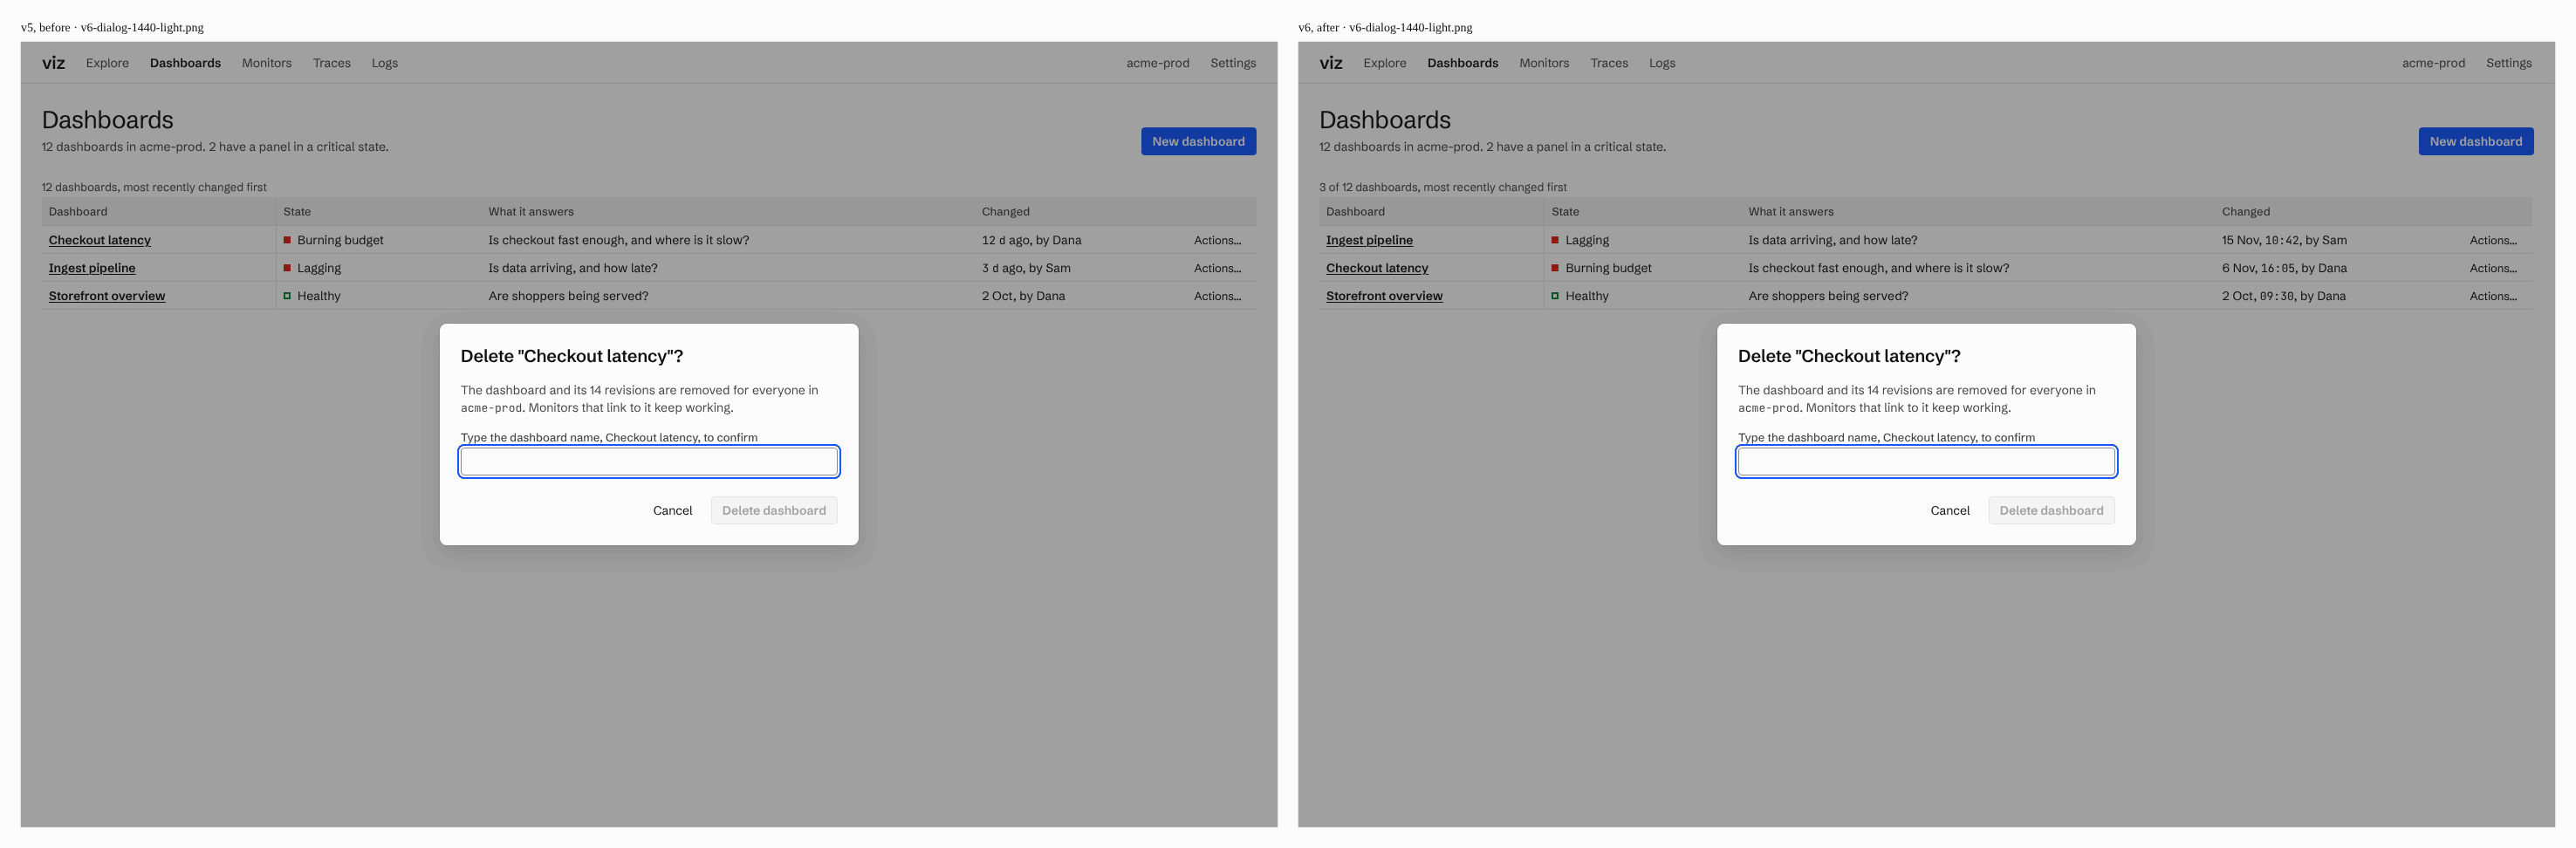 v5, before · v6-dialog-1440-light.png
viz Explore Dashboards Monitors Traces Logs acme-prod Settings
Dashboards
12 dashboards in acme-prod. 2 have a panel in a critical state.
New dashboard
12 dashboards, most recently changed first
Dashboard State What it answers Changed
Checkout latency Burning budget Is checkout fast enough, and where is it slow? 12 d ago, by Dana Actions...
Ingest pipeline Lagging Is data arriving, and how late? 3 d ago, by Sam Actions...
Storefront overview Healthy Are shoppers being served? 2 Oct, by Dana Actions...
Delete "Checkout latency"?
The dashboard and its 14 revisions are removed for everyone in
acme-prod. Monitors that link to it keep working.
Type the dashboard name, Checkout latency, to confirm
Cancel Delete dashboard
v6, after · v6-dialog-1440-light.png
viz Explore Dashboards Monitors Traces Logs acme-prod Settings
Dashboards
12 dashboards in acme-prod. 2 have a panel in a critical state.
New dashboard
3 of 12 dashboards, most recently changed first
Dashboard State What it answers Changed
Ingest pipeline Lagging Is data arriving, and how late? 15 Nov, 10:42, by Sam Actions...
Checkout latency Burning budget Is checkout fast enough, and where is it slow? 6 Nov, 16:05, by Dana Actions...
Storefront overview Healthy Are shoppers being served? 2 Oct, 09:30, by Dana Actions...
Delete "Checkout latency"?
The dashboard and its 14 revisions are removed for everyone in
acme-prod. Monitors that link to it keep working.
Type the dashboard name, Checkout latency, to confirm
Cancel Delete dashboard